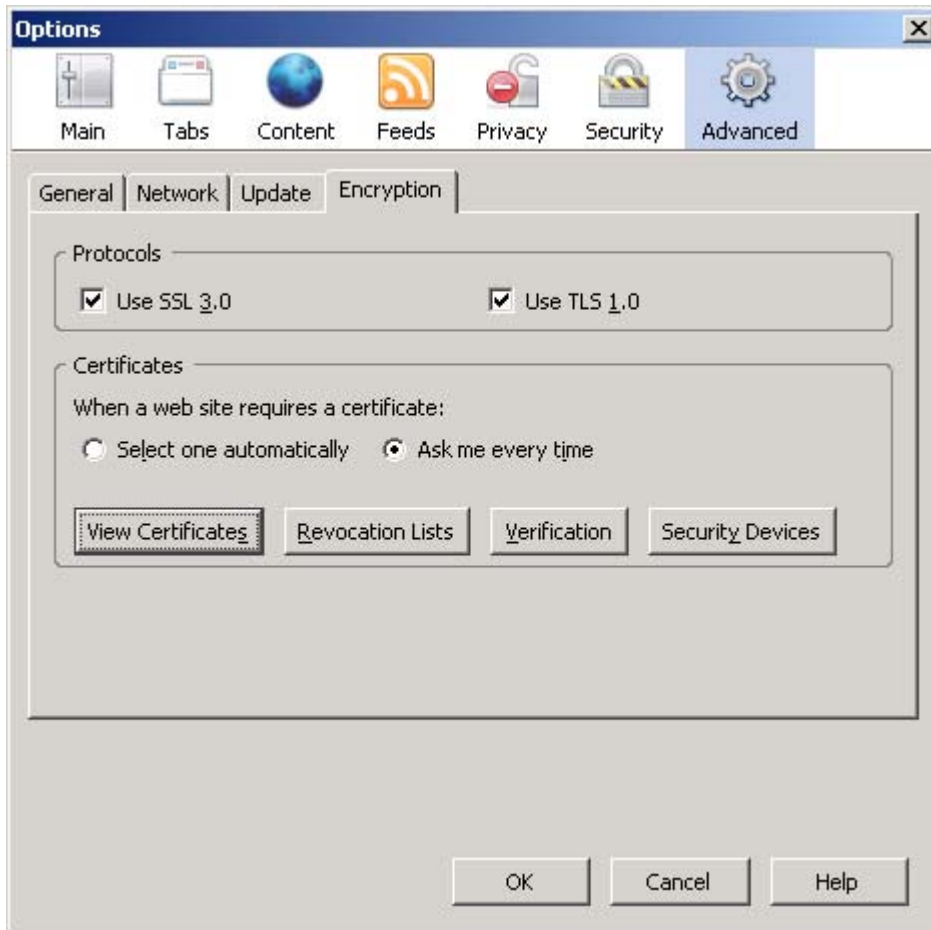 Options
Main Tabs Content Feeds Privacy Security Advanced
General Network Update Encryption
Protocols
Use SSL 3.0 Use TLS 1.0
Certificates
When a web site requires a certificate:
Select one automatically Ask me every time
View Certificates Revocation Lists Verification Security Devices
OK Cancel Help